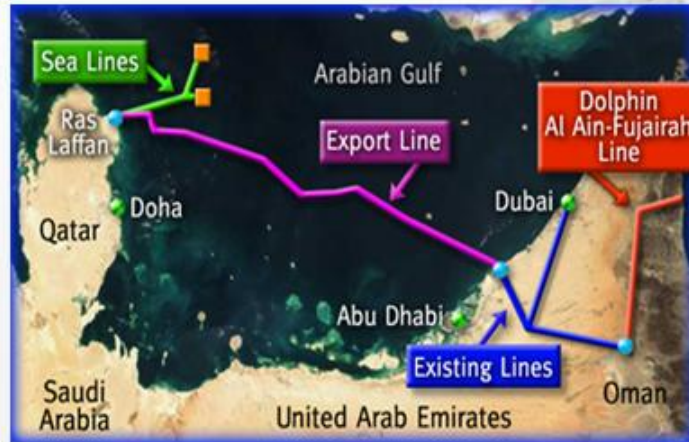 Sea Lines
Arabian Gulf
Dolphin
Al Ain-Fujairah
Line
Ras
Laffan
Export Line
Doha
Dubai
Qatar
Abu Dhabi
Existing Lines
Saudi
Arabia
United Arab Emirates
Oman